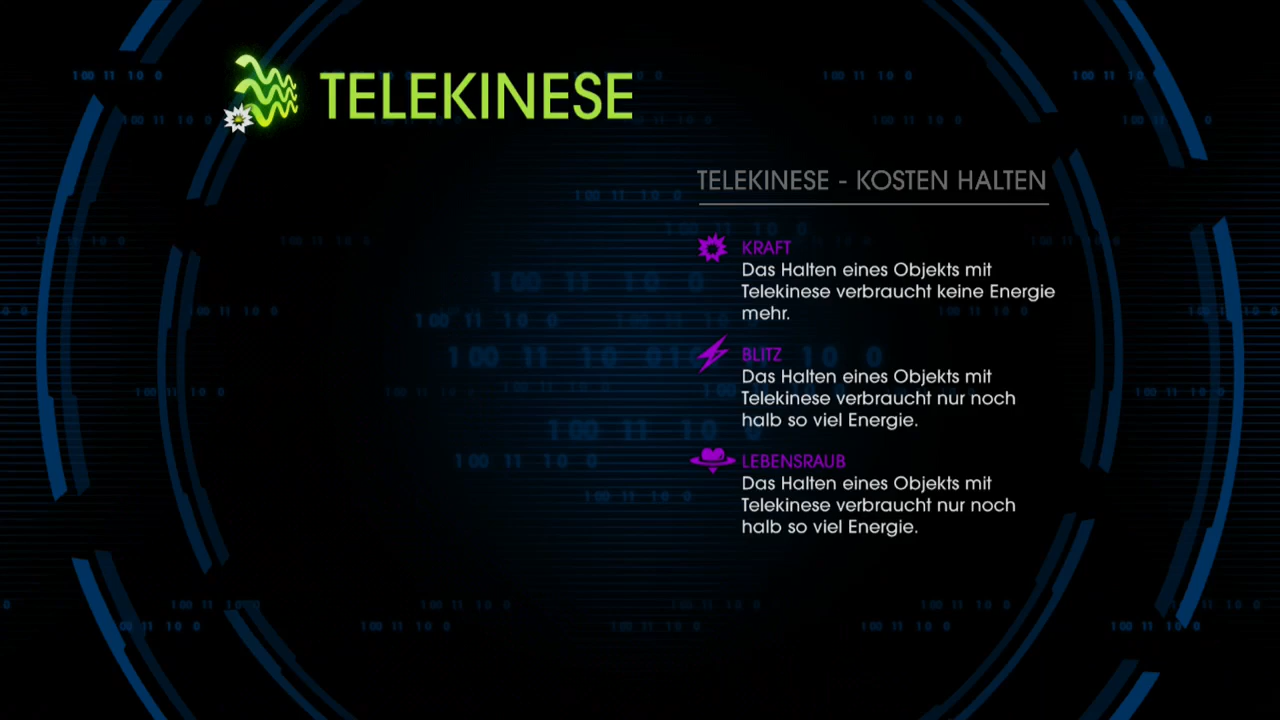 TELEKINESE
TELEKINESE - KOSTEN HALTEN
KRAFT
Das Halten eines Objekts mit
Telekinese verbraucht keine Energie
mehr.
BLITZ
Das Halten eines Objekts mit
Telekinese verbraucht nur noch
halb so viel Energie.
LEBENSRAUB
Das Halten eines Objekts mit
Telekinese verbraucht nur noch
halb so viel Energie.